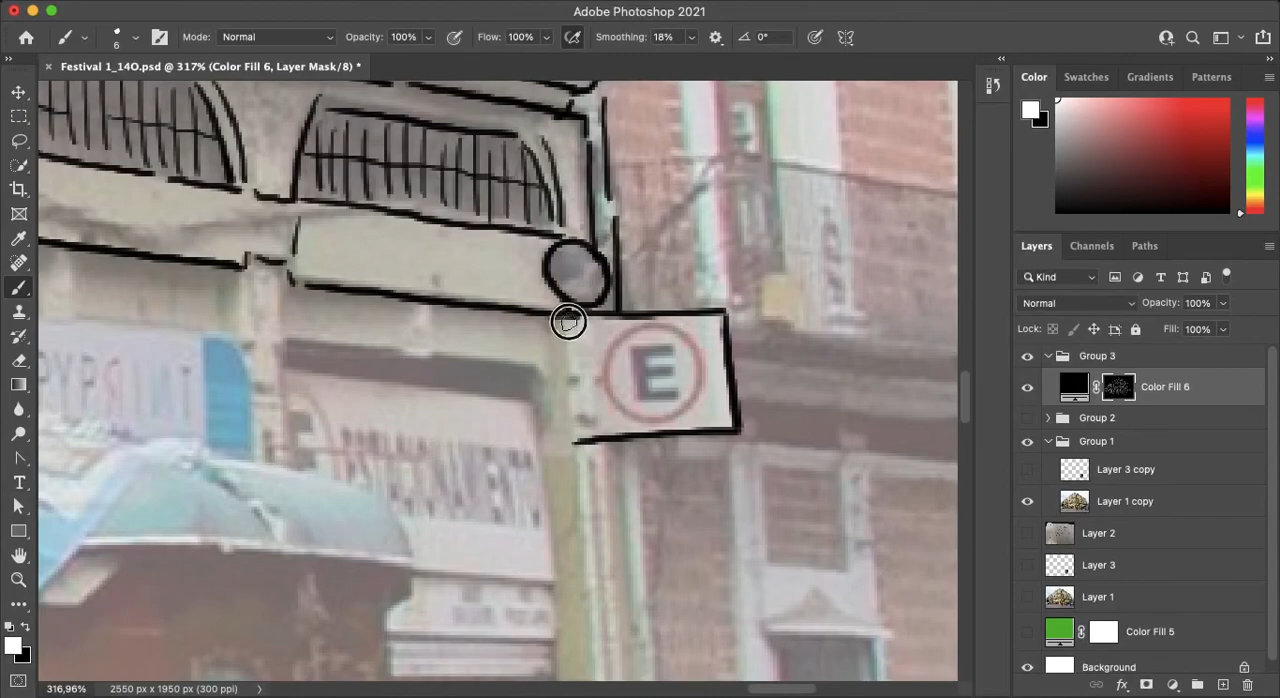 Adobe Photoshop 2021
6
Mode: Normal
Opacity: 100%
Flow: 100%
Smoothing: 18%
0°
Festival 1_14O.psd @ 317% (Color Fill 6, Layer Mask/8) *
Color
Swatches
Gradients
Patterns
Layers
Channels
Paths
Kind
Normal
Opacity: 100%
Lock:
Fill: 100%
Group 3
Color Fill 6
Group 2
Group 1
Layer 3 copy
Layer 1 copy
Layer 2
Layer 3
Layer 1
Color Fill 5
Background
E
316,96%
2550 px x 1950 px (300 ppi)